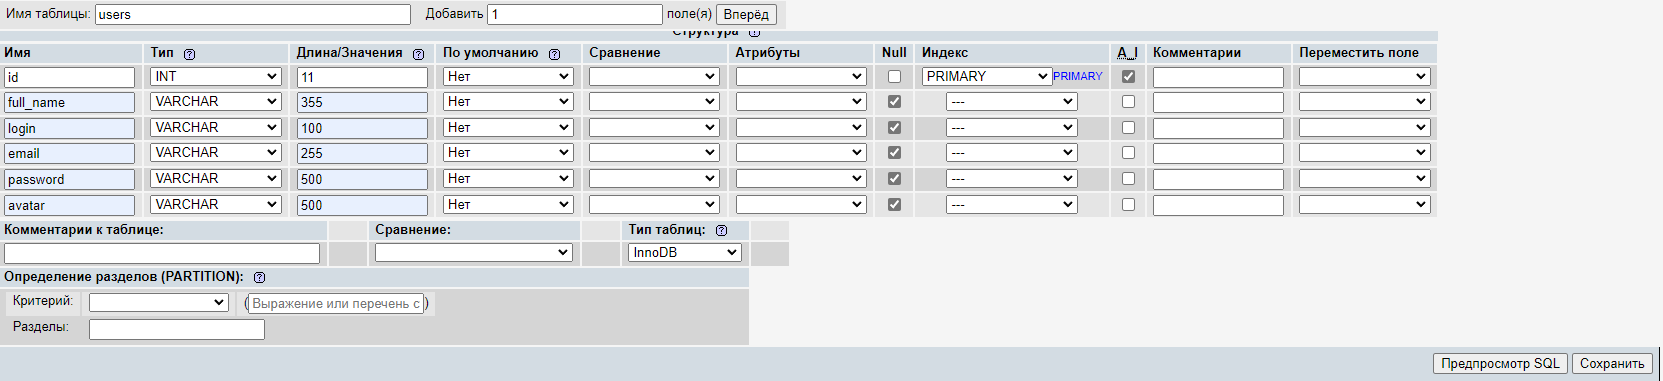 Имя таблицы: users Добавить 1 поле(я) Вперёд
Структура
Имя Тип Длина/Значения По умолчанию Сравнение Атрибуты Null Индекс A_I Комментарии Переместить поле
id INT 11 Нет PRIMARY PRIMARY
full_name VARCHAR 355 Нет ---
login VARCHAR 100 Нет ---
email VARCHAR 255 Нет ---
password VARCHAR 500 Нет ---
avatar VARCHAR 500 Нет ---
Комментарии к таблице: Сравнение: Тип таблиц:
InnoDB
Определение разделов (PARTITION):
Критерий: (Выражение или перечень с)
Разделы:
Предпросмотр SQL Сохранить